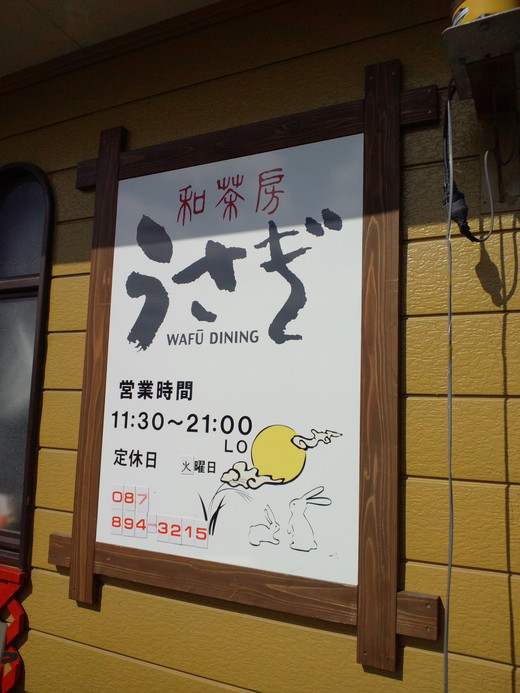 和茶房
うさぎ
WAFŪ DINING
営業時間
11:30〜21:00
LO
定休日 火曜日
087
894-3215